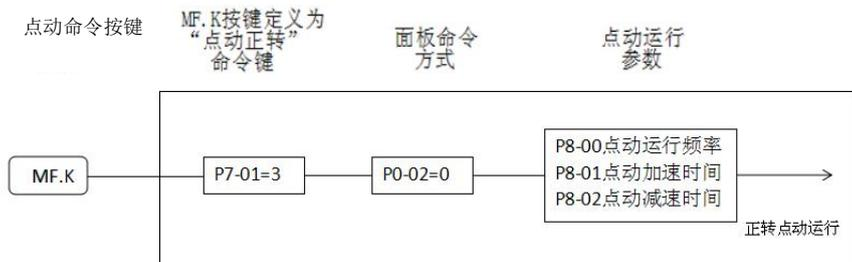 点动命令按键
MF.K按键定义为
“点动正转”
命令键
面板命令
方式
点动运行
参数
MF.K
P7-01=3
P0-02=0
P8-00点动运行频率
P8-01点动加速时间
P8-02点动减速时间
正转点动运行